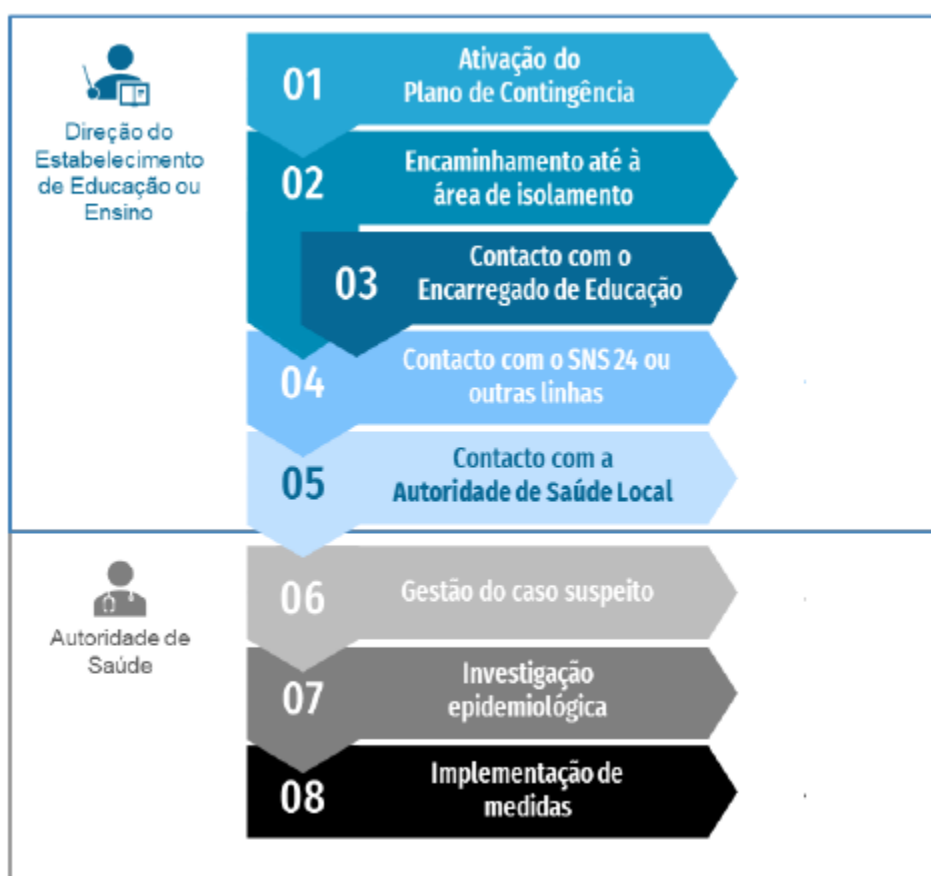 Direção do
Estabelecimento
de Educação ou
Ensino
01
Ativação do
Plano de Contingência
02
Encaminhamento até à
área de isolamento
03
Contacto com o
Encarregado de Educação
04
Contacto com o SNS 24 ou
outras linhas
05
Contacto com a
Autoridade de Saúde Local
Autoridade de
Saúde
06
Gestão do caso suspeito
07
Investigação
epidemiológica
08
Implementação de
medidas